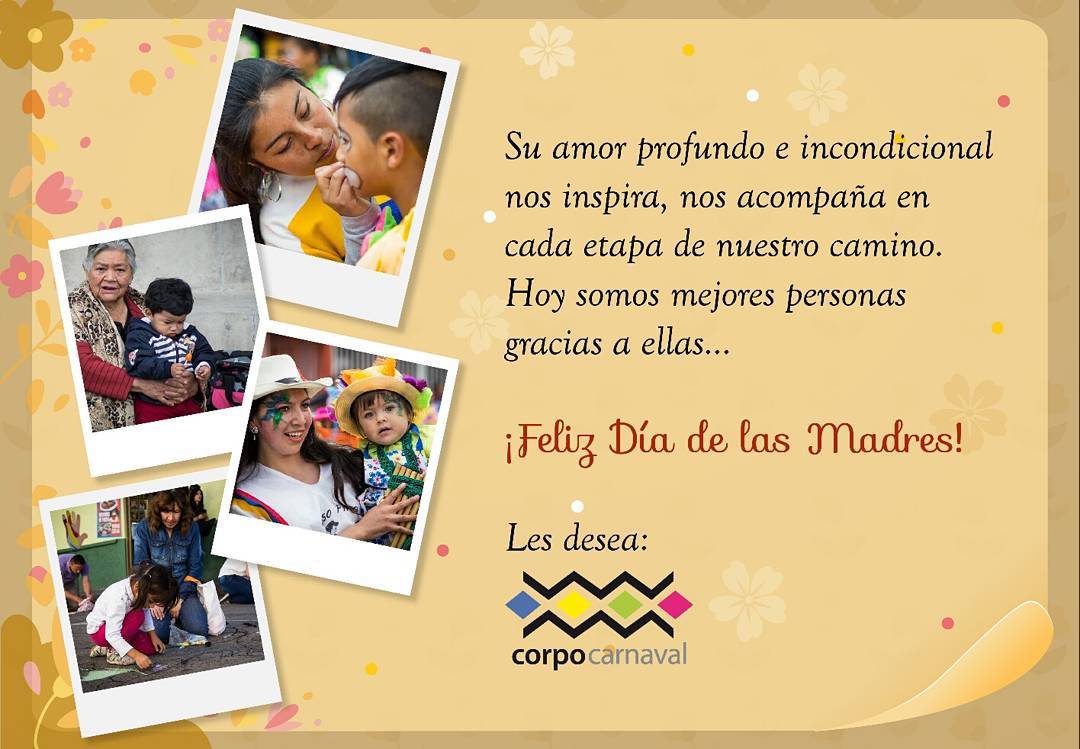 Su amor profundo e incondicional
nos inspira, nos acompaña en
cada etapa de nuestro camino.
Hoy somos mejores personas
gracias a ellas...
¡Feliz Día de las Madres!
Les desea:
corpocarnaval